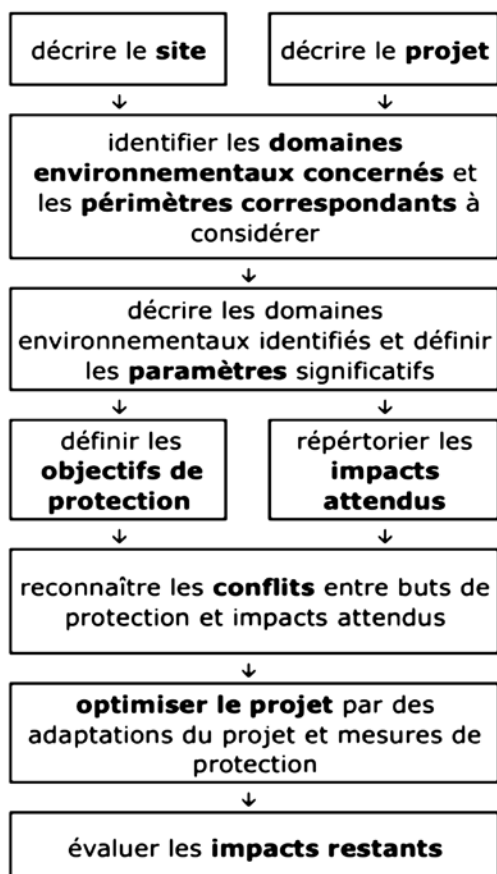 décrire le site
décrire le projet
↓ ↓
identifier les domaines
environnementaux concernés et
les périmètres correspondants à
considérer
↓
décrire les domaines
environnementaux identifiés et définir
les paramètres significatifs
↓ ↓
définir les
objectifs de
protection
répértorier les
impacts
attendus
↓ ↓
reconnaître les conflits entre buts de
protection et impacts attendus
↓
optimiser le projet par des
adaptations du projet et mesures de
protection
↓
évaluer les impacts restants